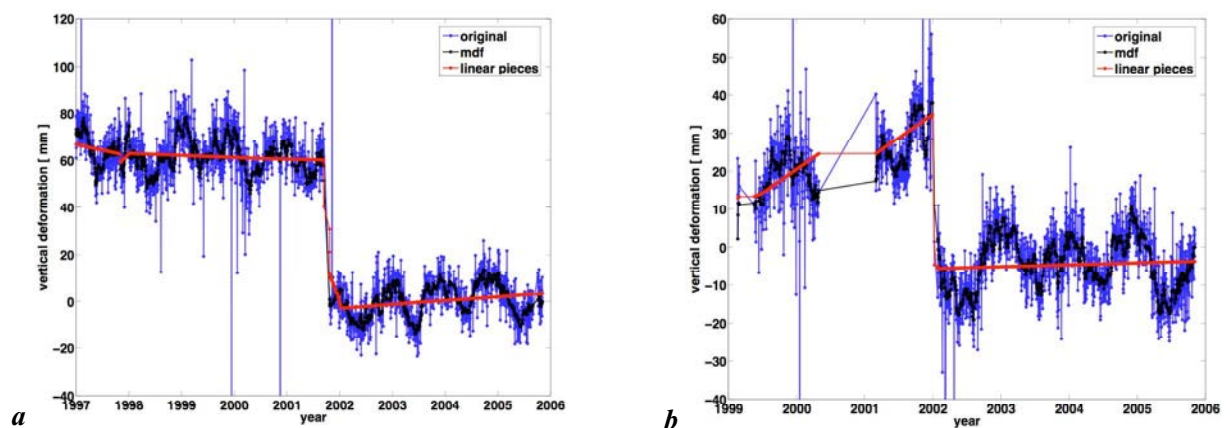 120
100
80
60
40
20
0
−20
−40
vertical deformation [ mm ]
original
mdf
linear pieces
1997 1998 1999 2000 2001 2002 2003 2004 2005 2006
year
a
60
50
40
30
20
10
0
−10
−20
−30
−40
vertical deformation [ mm ]
original
mdf
linear pieces
1999 2000 2001 2002 2003 2004 2005 2006
year
b